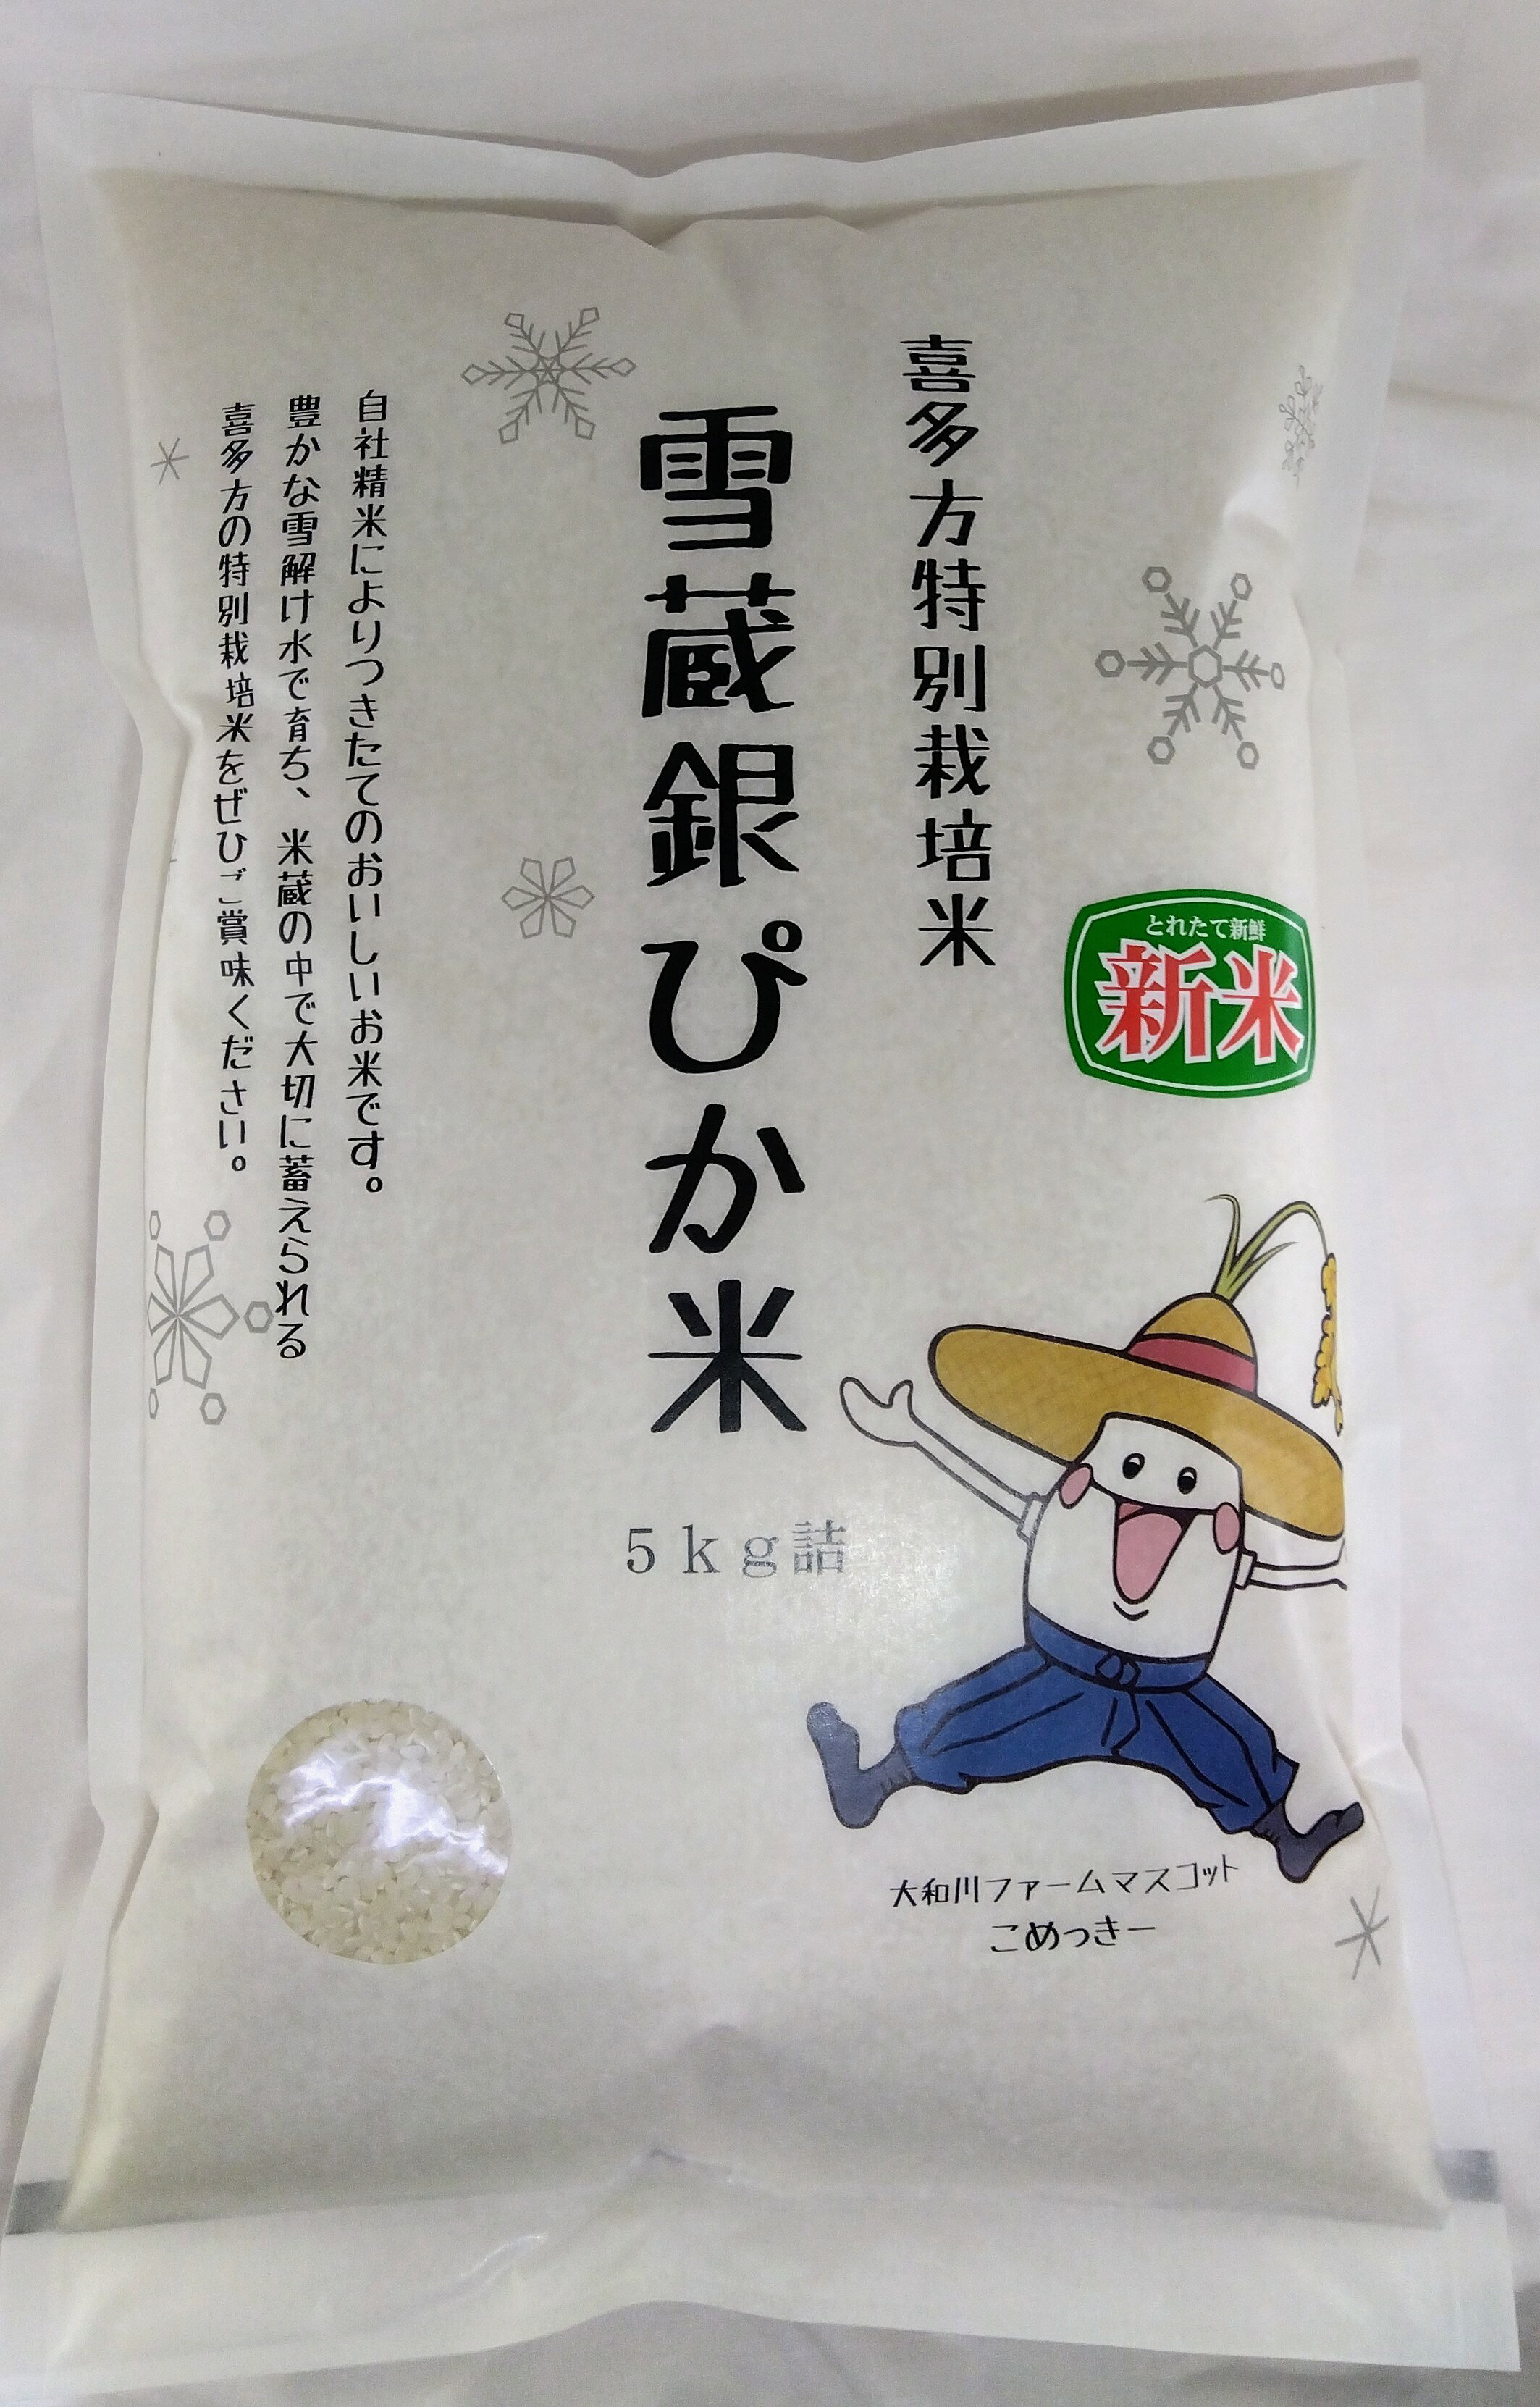 喜多方特別栽培米
雪蔵銀ぴか米
5kg詰
自社精米によりつきたてのおいしいお米です。
豊かな雪解け水で育ち、米蔵の中で大切に蓄えられる
喜多方の特別栽培米をぜひご賞味ください。
とれたて新鮮
新米
大和川ファームマスコット
こめっきー